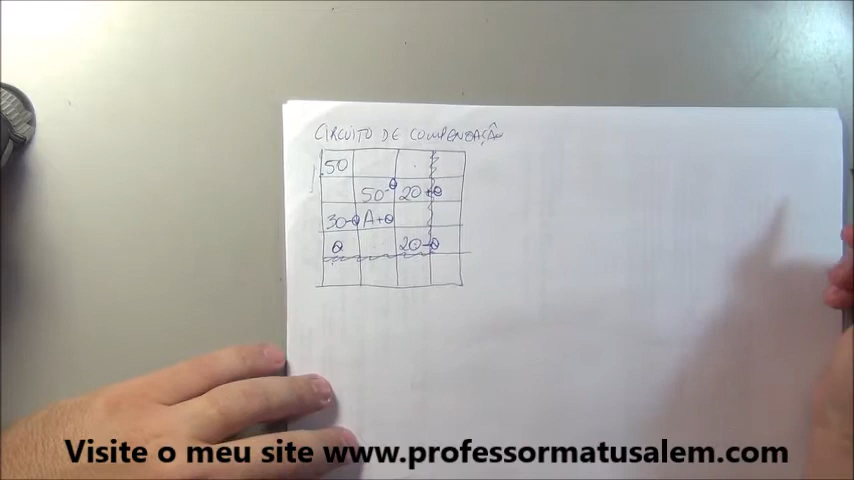 CIRCUITO DE COMPENSAÇÃO
50
50-θ 20+θ
30-θ A+θ
θ 20-θ
Visite o meu site www.professormatusalem.com